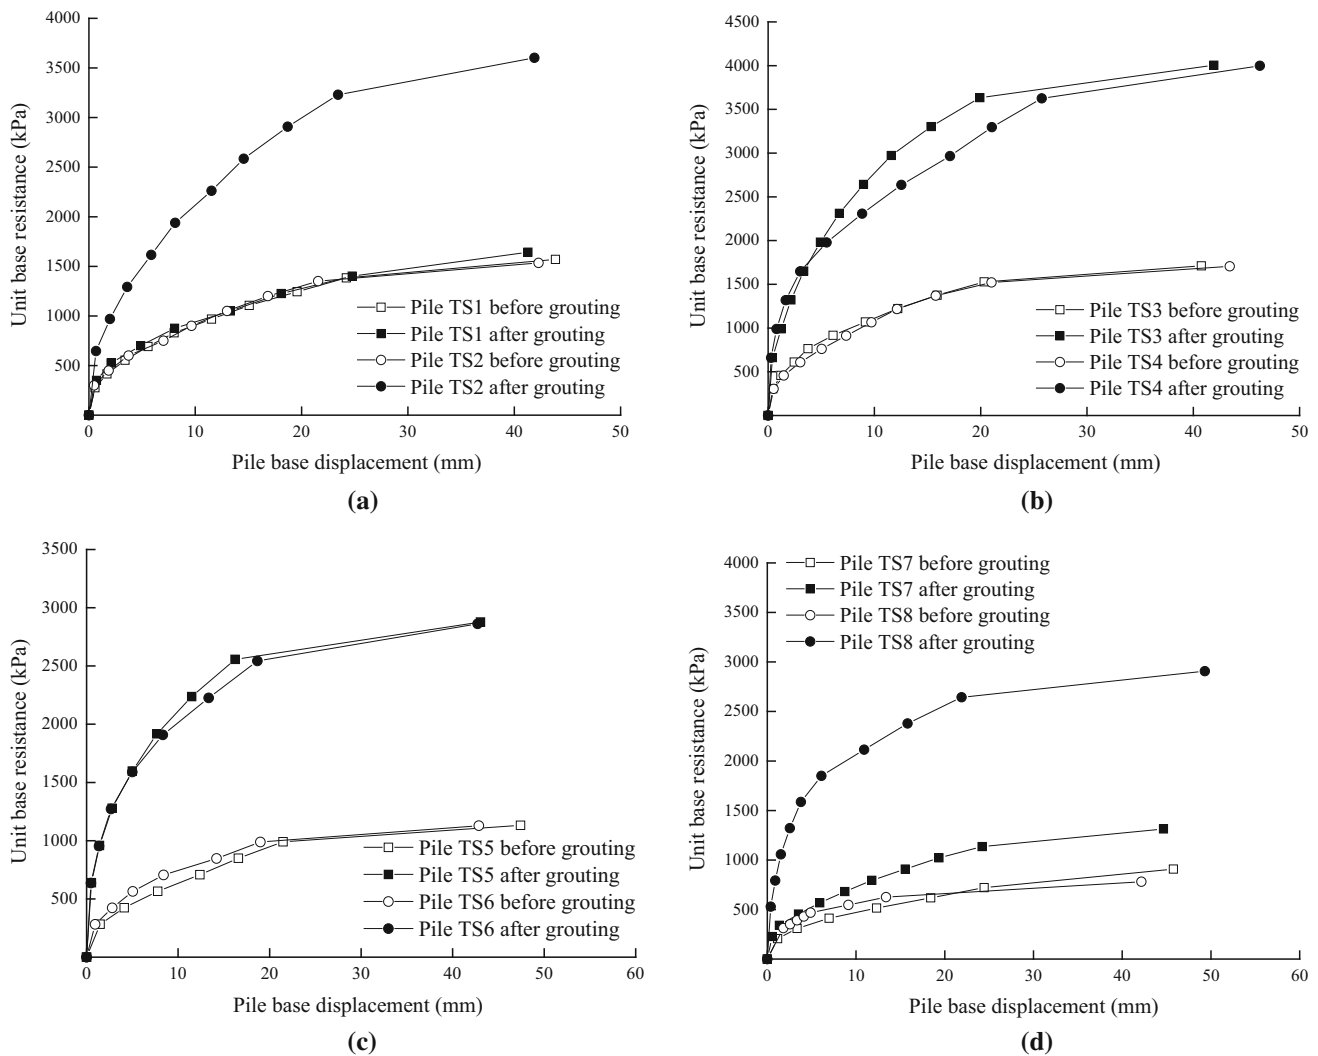 Unit base resistance (kPa)
4000
3500
3000
2500
2000
1500
1000
500
0 10 20 30 40 50
Pile TS1 before grouting
Pile TS1 after grouting
Pile TS2 before grouting
Pile TS2 after grouting
Pile base displacement (mm)
(a)
Unit base resistance (kPa)
4500
4000
3500
3000
2500
2000
1500
1000
500
0 10 20 30 40 50
Pile TS3 before grouting
Pile TS3 after grouting
Pile TS4 before grouting
Pile TS4 after grouting
Pile base displacement (mm)
(b)
Unit base resistance (kPa)
3500
3000
2500
2000
1500
1000
500
0 10 20 30 40 50 60
Pile TS5 before grouting
Pile TS5 after grouting
Pile TS6 before grouting
Pile TS6 after grouting
Pile base displacement (mm)
(c)
Unit base resistance (kPa)
4000
3500
3000
2500
2000
1500
1000
500
0 10 20 30 40 50 60
Pile TS7 before grouting
Pile TS7 after grouting
Pile TS8 before grouting
Pile TS8 after grouting
Pile base displacement (mm)
(d)